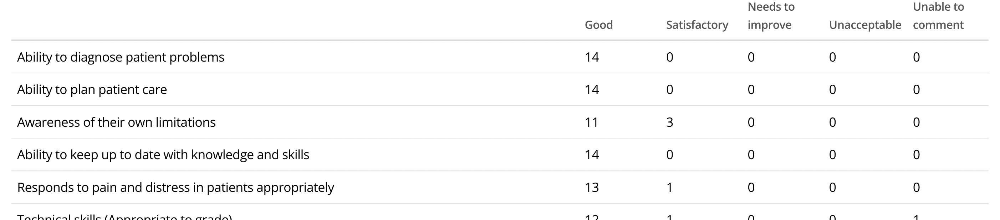 Good Satisfactory Needs to improve Unacceptable Unable to comment
Ability to diagnose patient problems 14 0 0 0 0
Ability to plan patient care 14 0 0 0 0
Awareness of their own limitations 11 3 0 0 0
Ability to keep up to date with knowledge and skills 14 0 0 0 0
Responds to pain and distress in patients appropriately 13 1 0 0 0
Technical skills (Appropriate to grade) 12 1 0 0 1